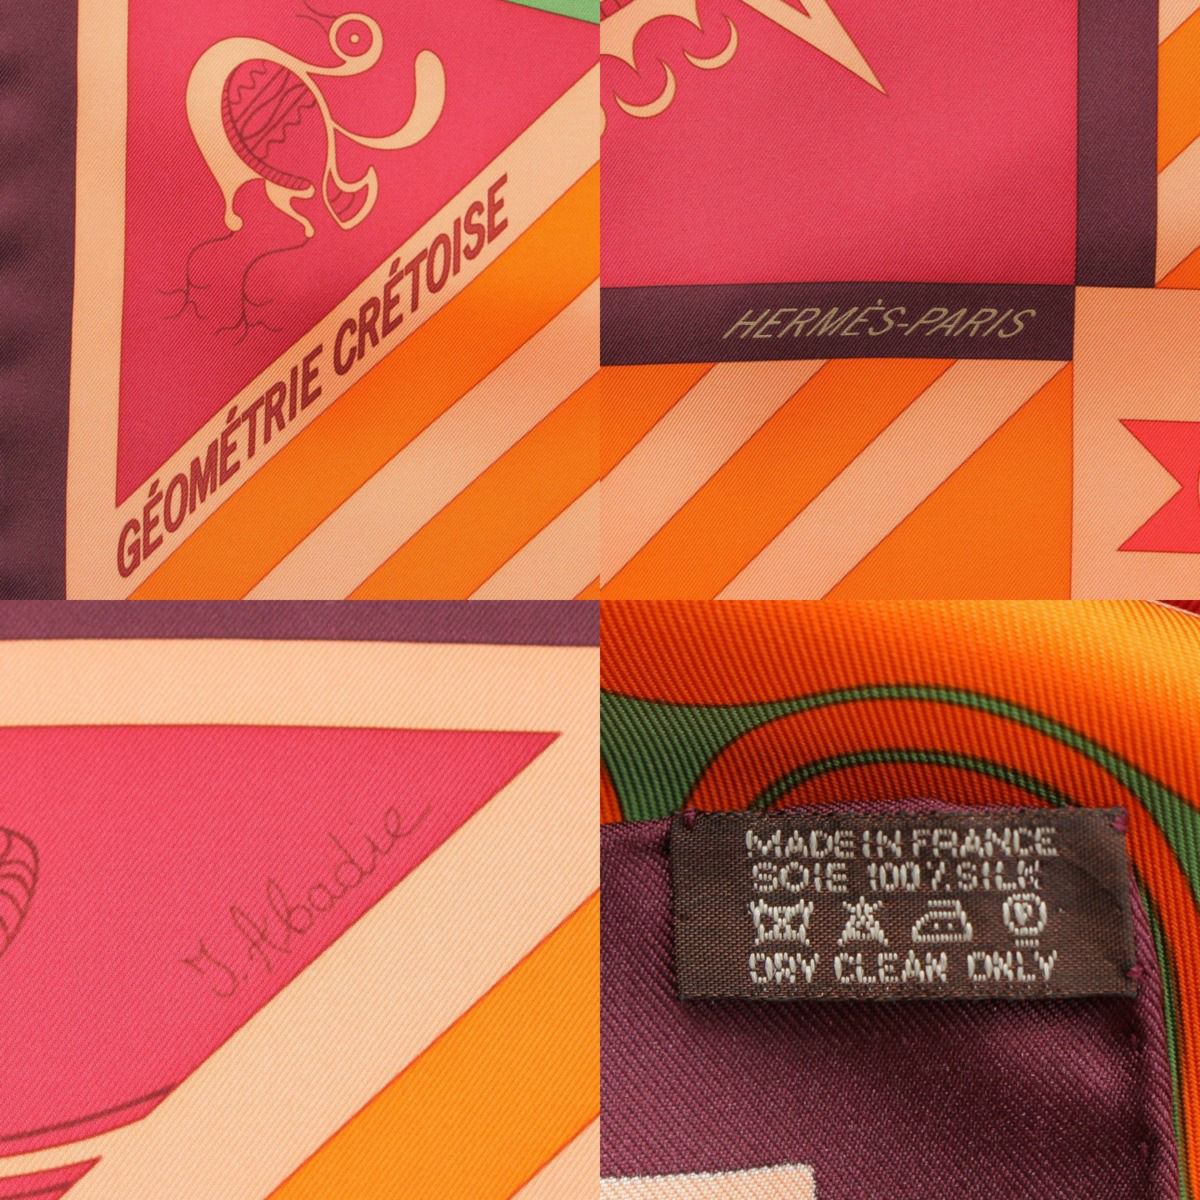 GÉOMÉTRIE CRÉTOISE
HERMÈS-PARIS
J. Abadie
MADE IN FRANCE
SOIE 100% SILK
DRY CLEAN ONLY